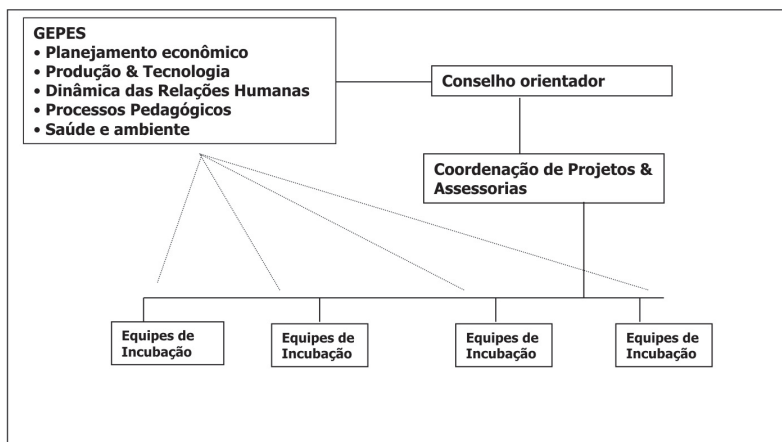 GEPES
• Planejamento econômico
• Produção & Tecnologia
• Dinâmica das Relações Humanas
• Processos Pedagógicos
• Saúde e ambiente
Conselho orientador
Coordenação de Projetos &
Assessorias
Equipes de
Incubação
Equipes de
Incubação
Equipes de
Incubação
Equipes de
Incubação